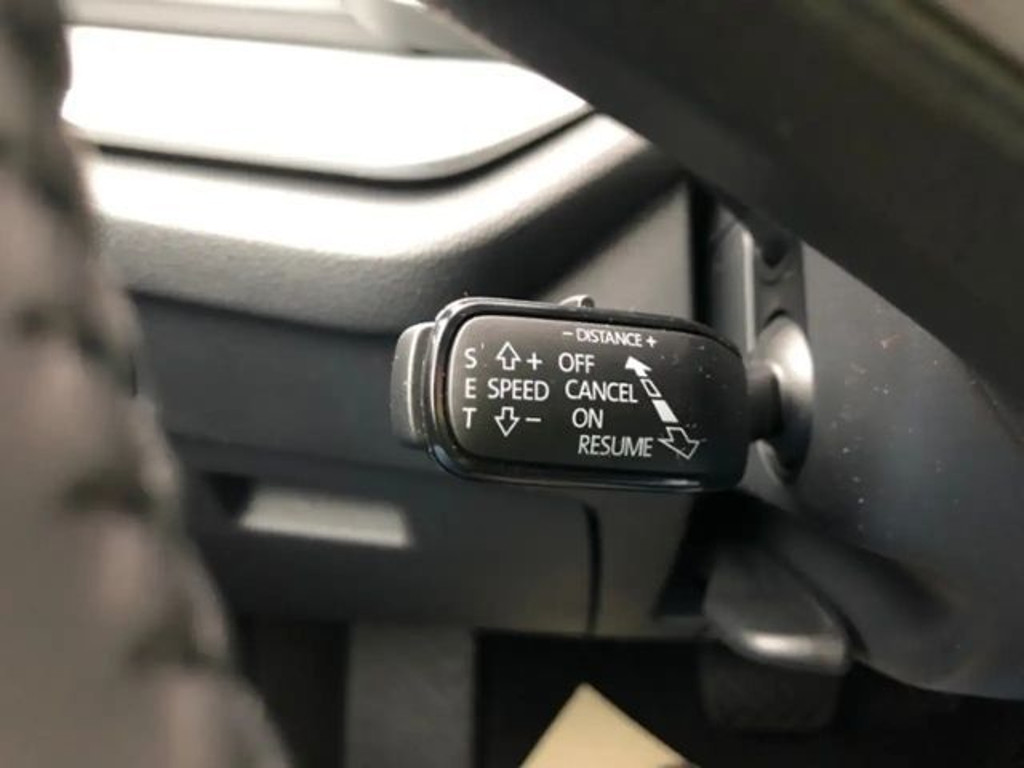 − DISTANCE +
S + OFF
E SPEED CANCEL
T − ON
RESUME